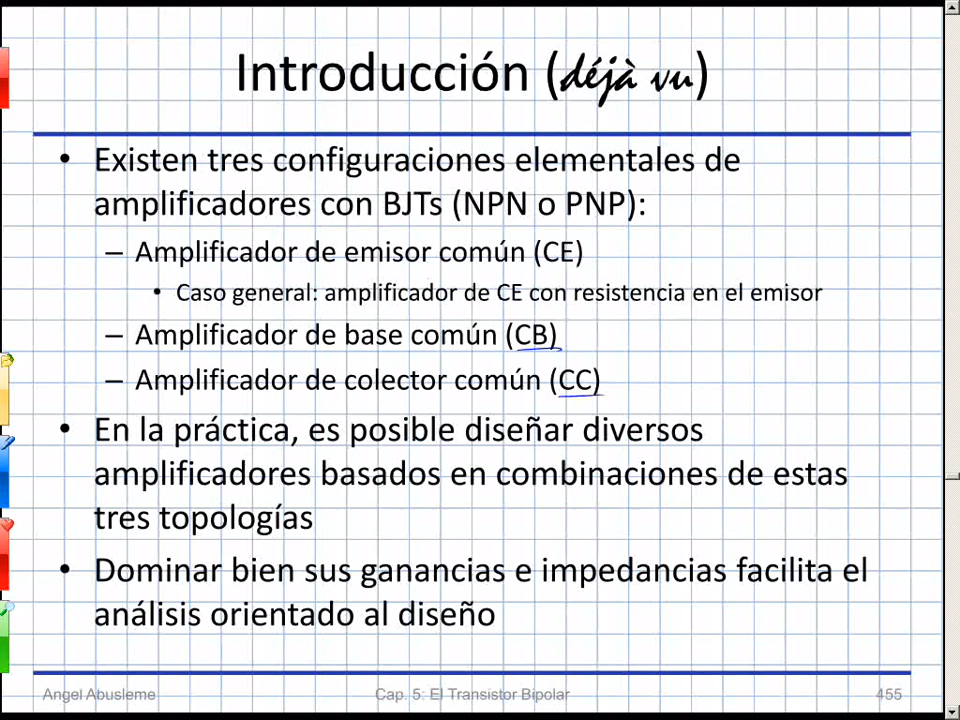 Introducción (déjà vu)
• Existen tres configuraciones elementales de
amplificadores con BJTs (NPN o PNP):
– Amplificador de emisor común (CE)
• Caso general: amplificador de CE con resistencia en el emisor
– Amplificador de base común (CB)
– Amplificador de colector común (CC)
• En la práctica, es posible diseñar diversos
amplificadores basados en combinaciones de estas
tres topologías
• Dominar bien sus ganancias e impedancias facilita el
análisis orientado al diseño
Angel Abusleme Cap. 5: El Transistor Bipolar 455